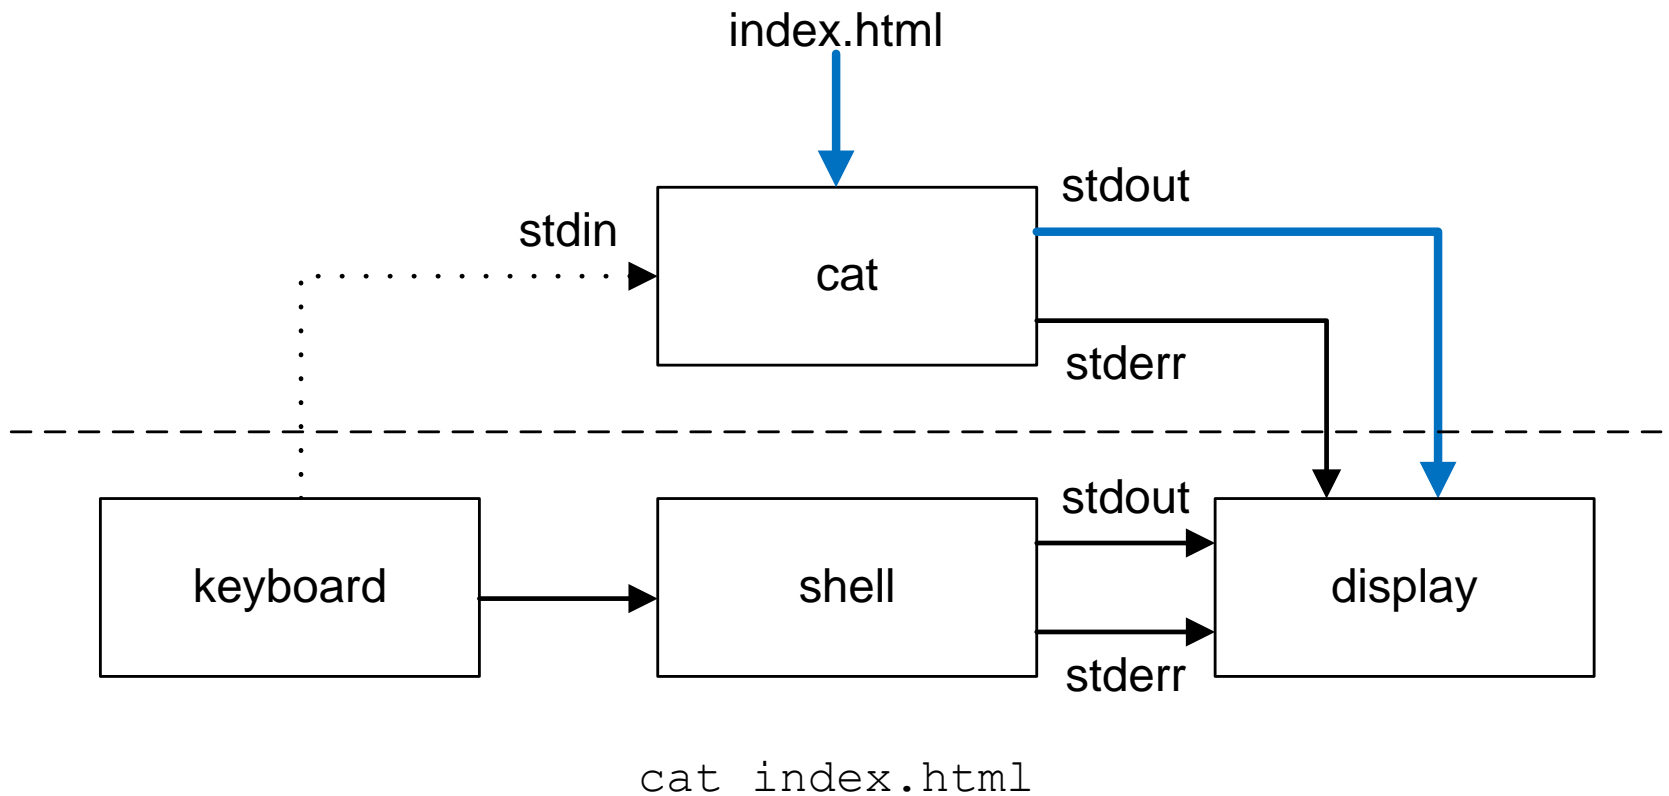 index.html
stdout
stdin
cat
stderr
stdout
keyboard
shell
display
stderr
cat index.html